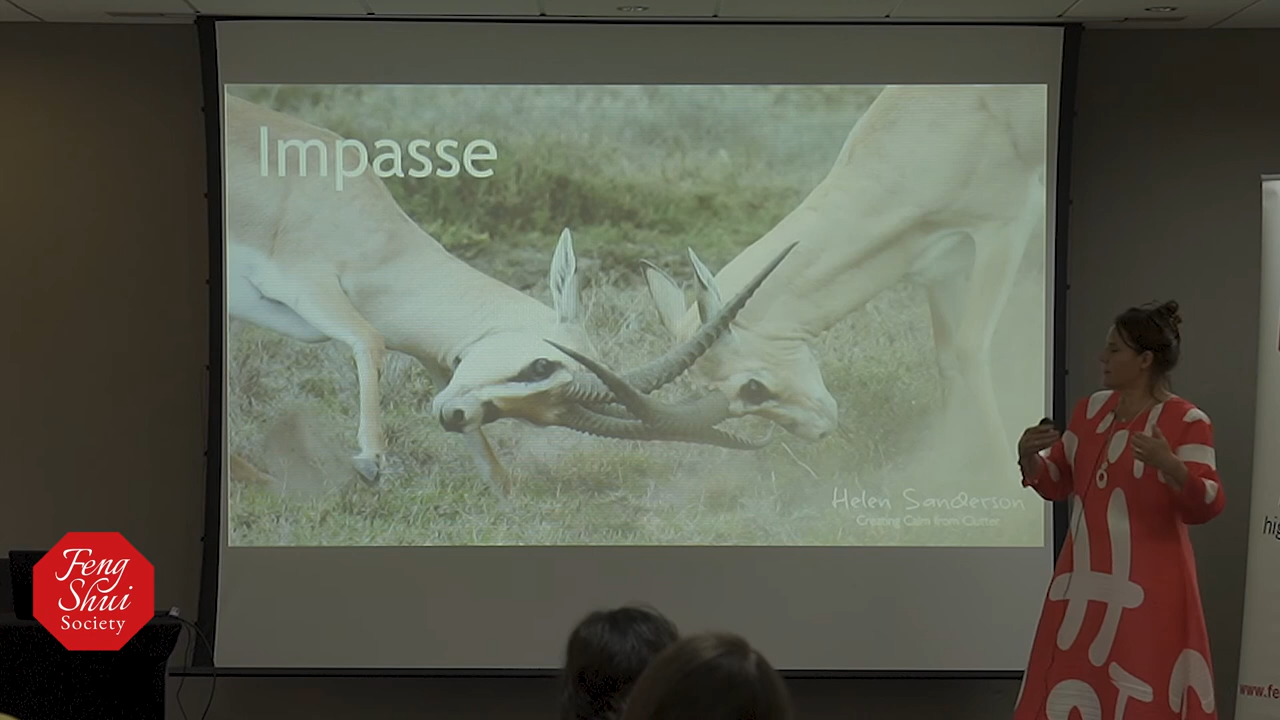 Impasse
Helen Sanderson
Creating Calm from Clutter
Feng
Shui
Society
hig
www.fe